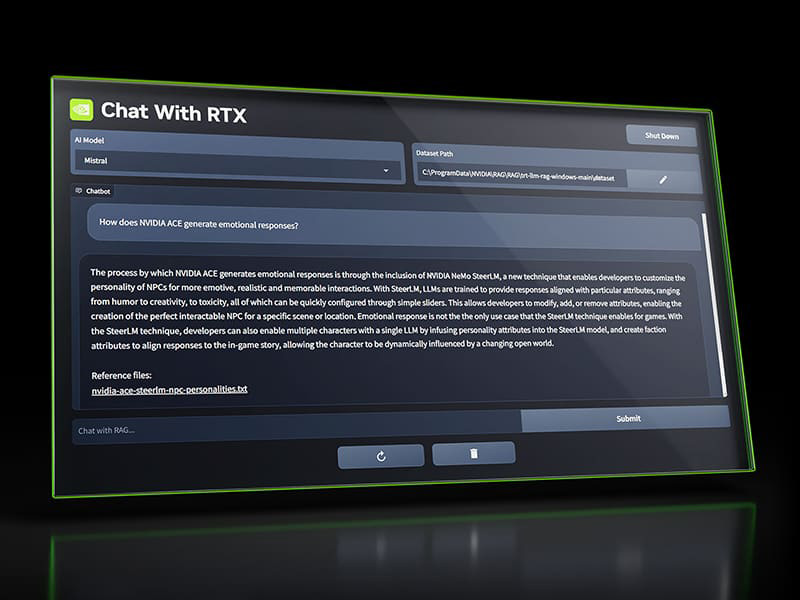 Chat With RTX
Shut Down
AI Model
Mistral
Dataset Path
C:\ProgramData\NVIDIA\RAG\RAG\trt-llm-rag-windows-main\dataset
Chatbot
How does NVIDIA ACE generate emotional responses?
The process by which NVIDIA ACE generates emotional responses is through the inclusion of NVIDIA NeMo SteerLM, a new technique that enables developers to customize the
personality of NPCs for more emotive, realistic and memorable interactions. With SteerLM, LLMs are trained to provide responses aligned with particular attributes, ranging
from humor to creativity, to toxicity, all of which can be quickly configured through simple sliders. This allows developers to modify, add, or remove attributes, enabling the
creation of the perfect interactable NPC for a specific scene or location. Emotional response is not the the only use case that the SteerLM technique enables for games. With
the SteerLM technique, developers can also enable multiple characters with a single LLM by infusing personality attributes into the SteerLM model, and create faction
attributes to align responses to the in-game story, allowing the character to be dynamically influenced by a changing open world.
Reference files:
nvidia-ace-steerlm-npc-personalities.txt
Chat with RAG...
Submit